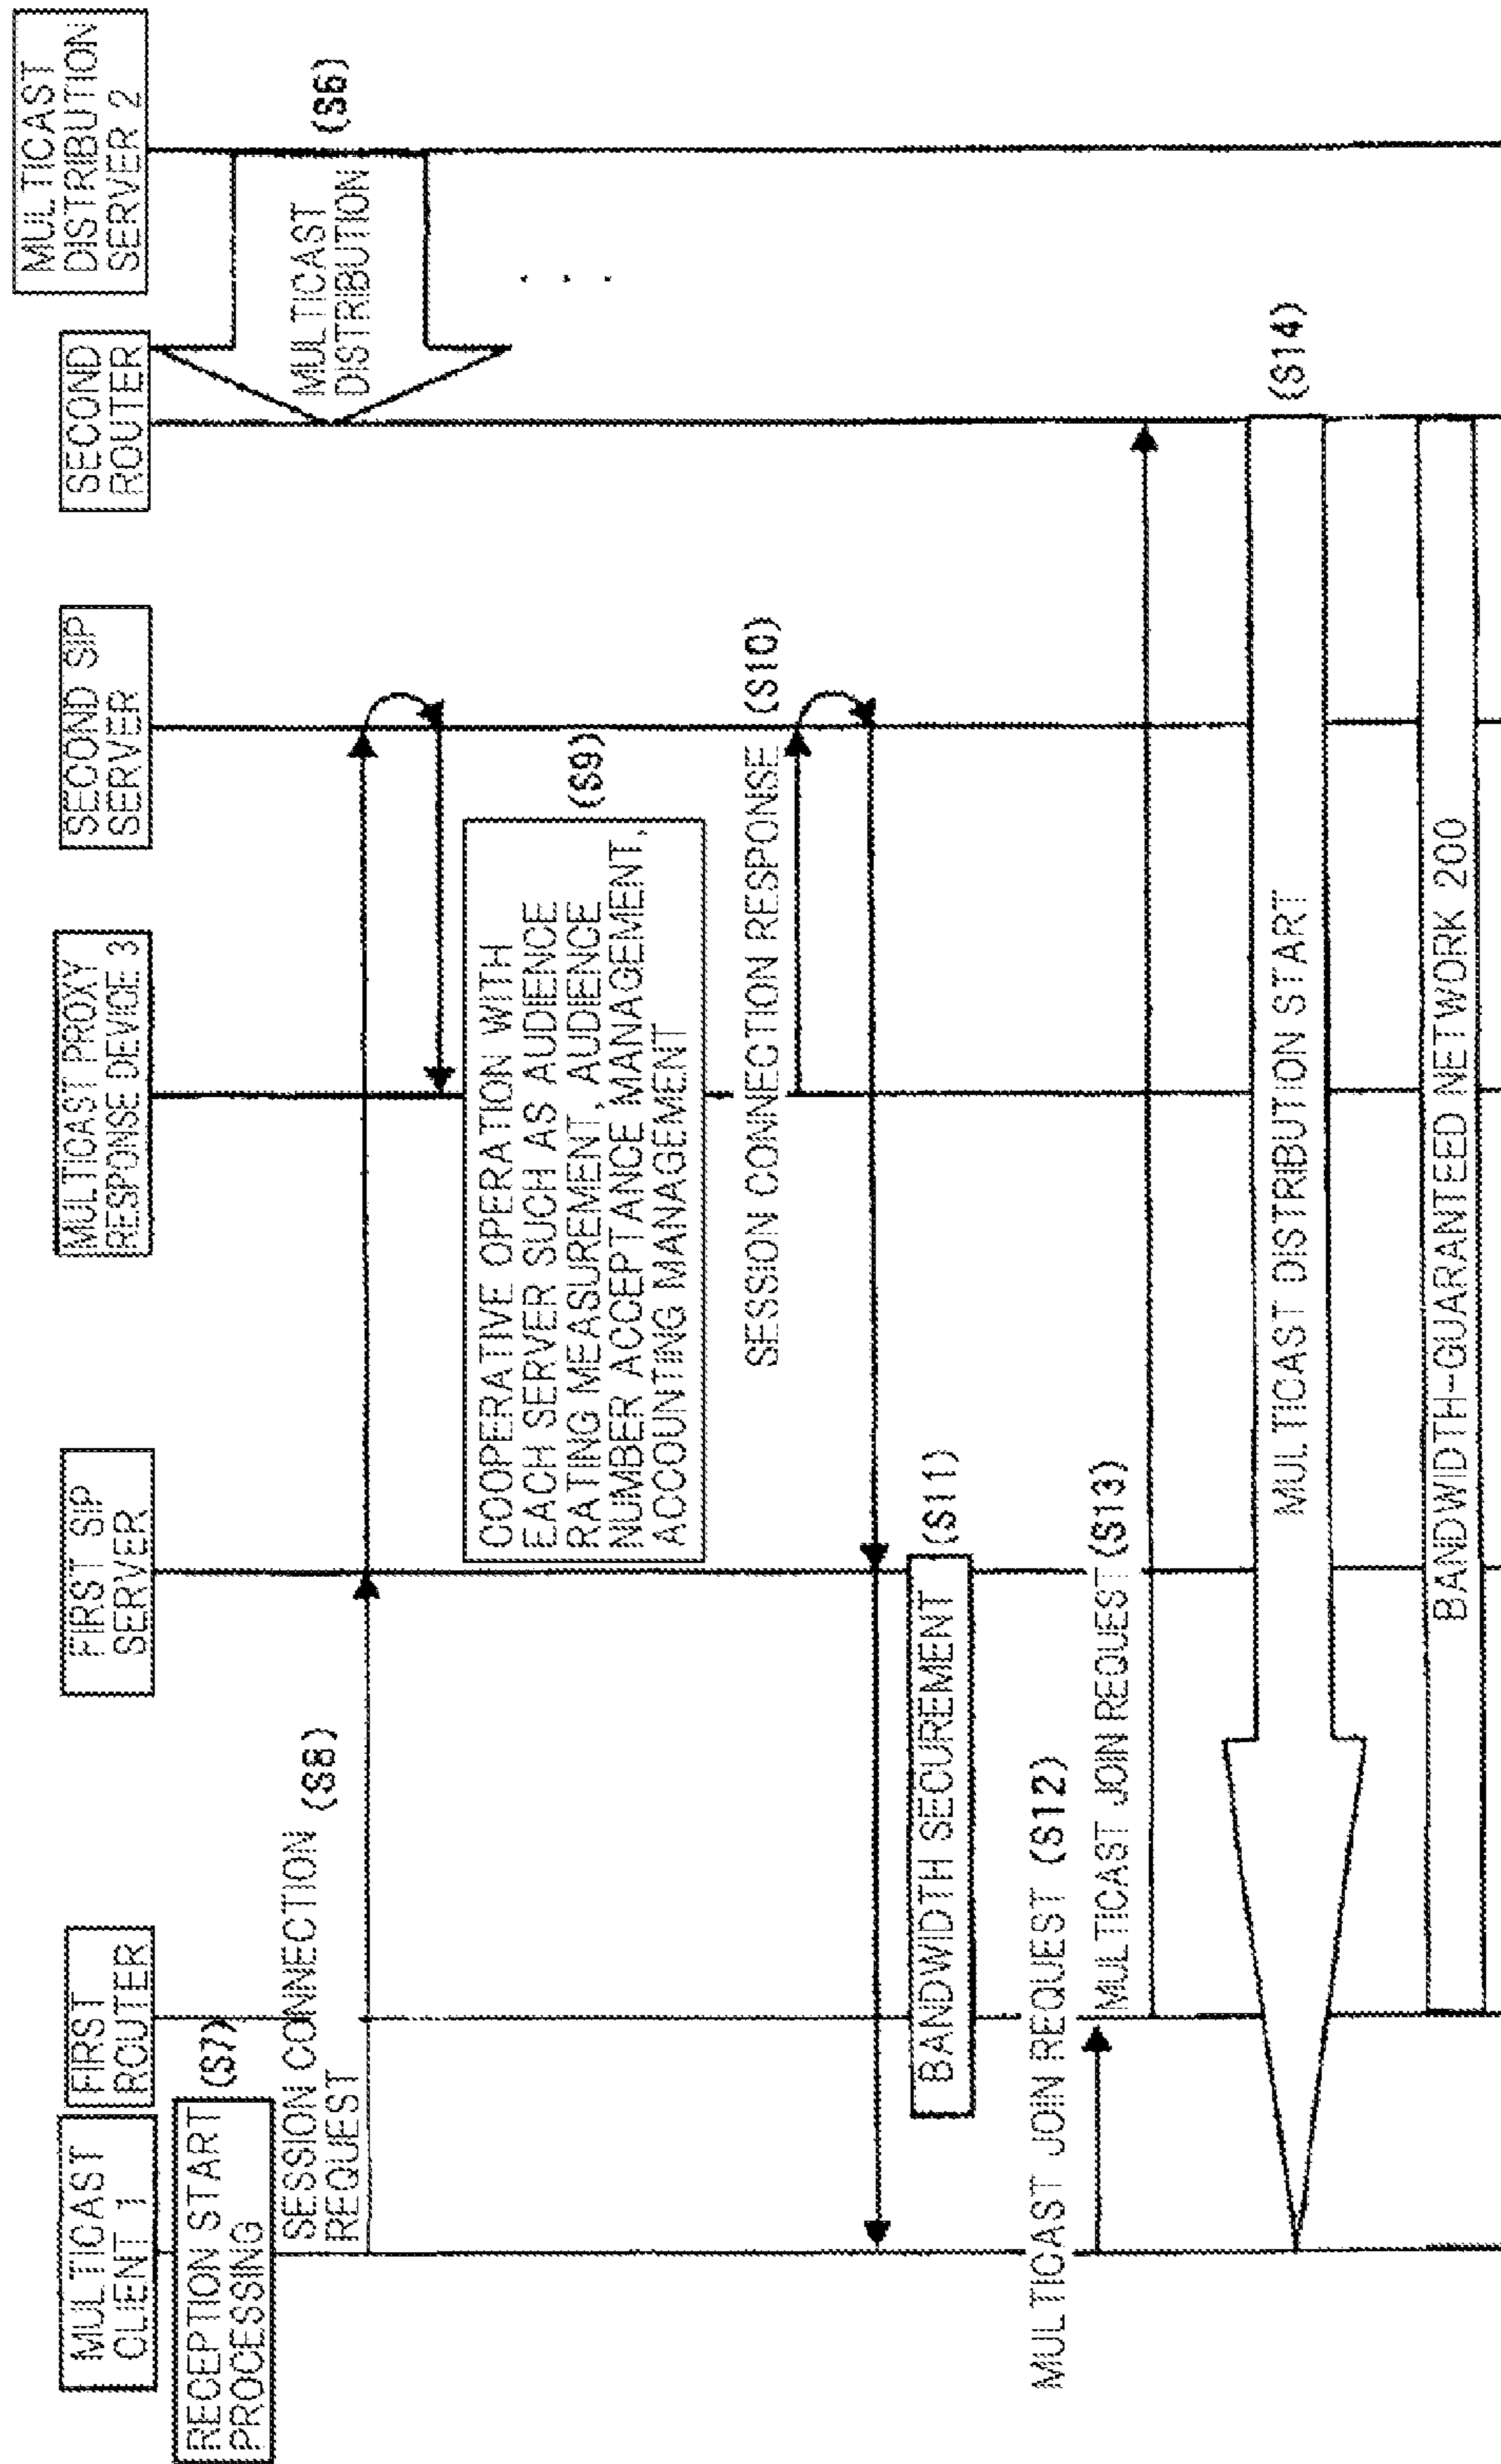 MULTICAST
CLIENT 1
FIRST
ROUTER
FIRST SIP
SERVER
MULTICAST PROXY
RESPONSE DEVICE 3
SECOND SIP
SERVER
SECOND
ROUTER
MULTICAST
DISTRIBUTION
SERVER 2
RECEPTION START
PROCESSING
(S7)
MULTICAST
DISTRIBUTION
(S6)
. . .
SESSION CONNECTION
REQUEST
(S8)
COOPERATIVE OPERATION WITH
EACH SERVER SUCH AS AUDIENCE
RATING MEASUREMENT, AUDIENCE
NUMBER ACCEPTANCE MANAGEMENT,
ACCOUNTING MANAGEMENT
(S9)
SESSION CONNECTION RESPONSE (S10)
BANDWIDTH SECUREMENT (S11)
MULTICAST JOIN REQUEST (S12)
MULTICAST JOIN REQUEST (S13)
MULTICAST DISTRIBUTION START
(S14)
BANDWIDTH-GUARANTEED NETWORK 200